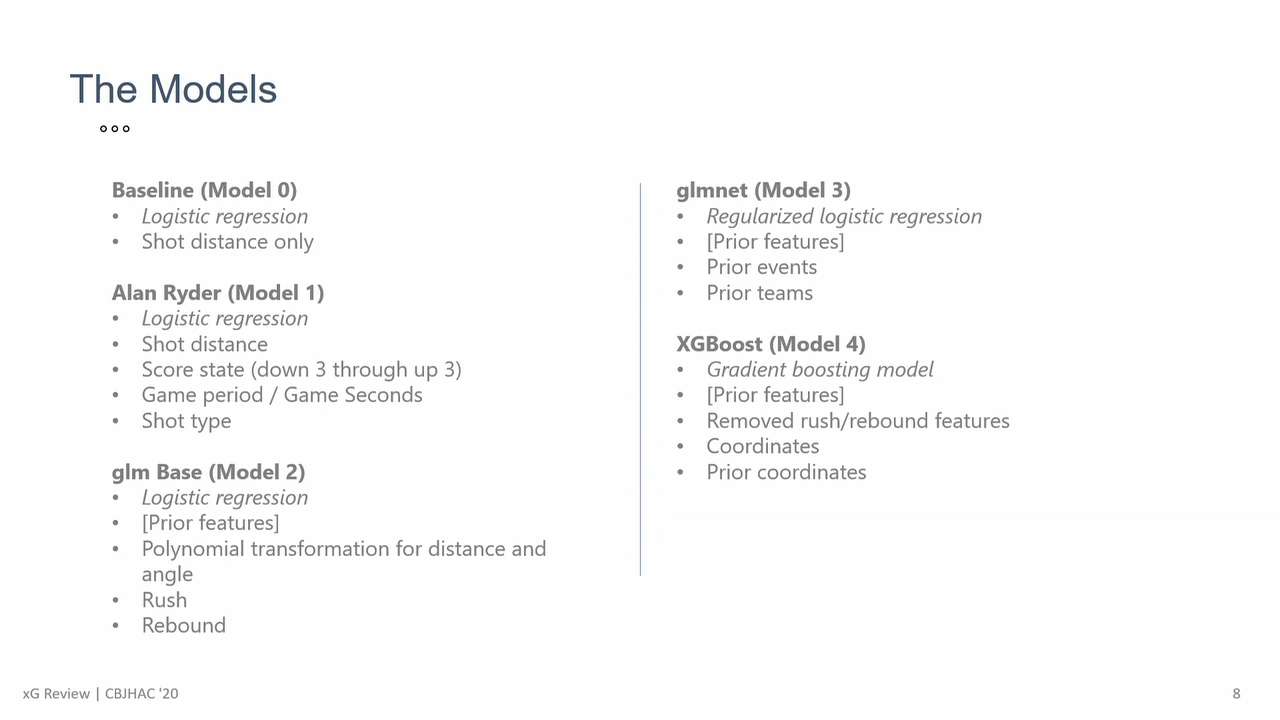 The Models
Baseline (Model 0)
• Logistic regression
• Shot distance only
Alan Ryder (Model 1)
• Logistic regression
• Shot distance
• Score state (down 3 through up 3)
• Game period / Game Seconds
• Shot type
glm Base (Model 2)
• Logistic regression
• [Prior features]
• Polynomial transformation for distance and
angle
• Rush
• Rebound
glmnet (Model 3)
• Regularized logistic regression
• [Prior features]
• Prior events
• Prior teams
XGBoost (Model 4)
• Gradient boosting model
• [Prior features]
• Removed rush/rebound features
• Coordinates
• Prior coordinates
xG Review | CBJHAC '20
8